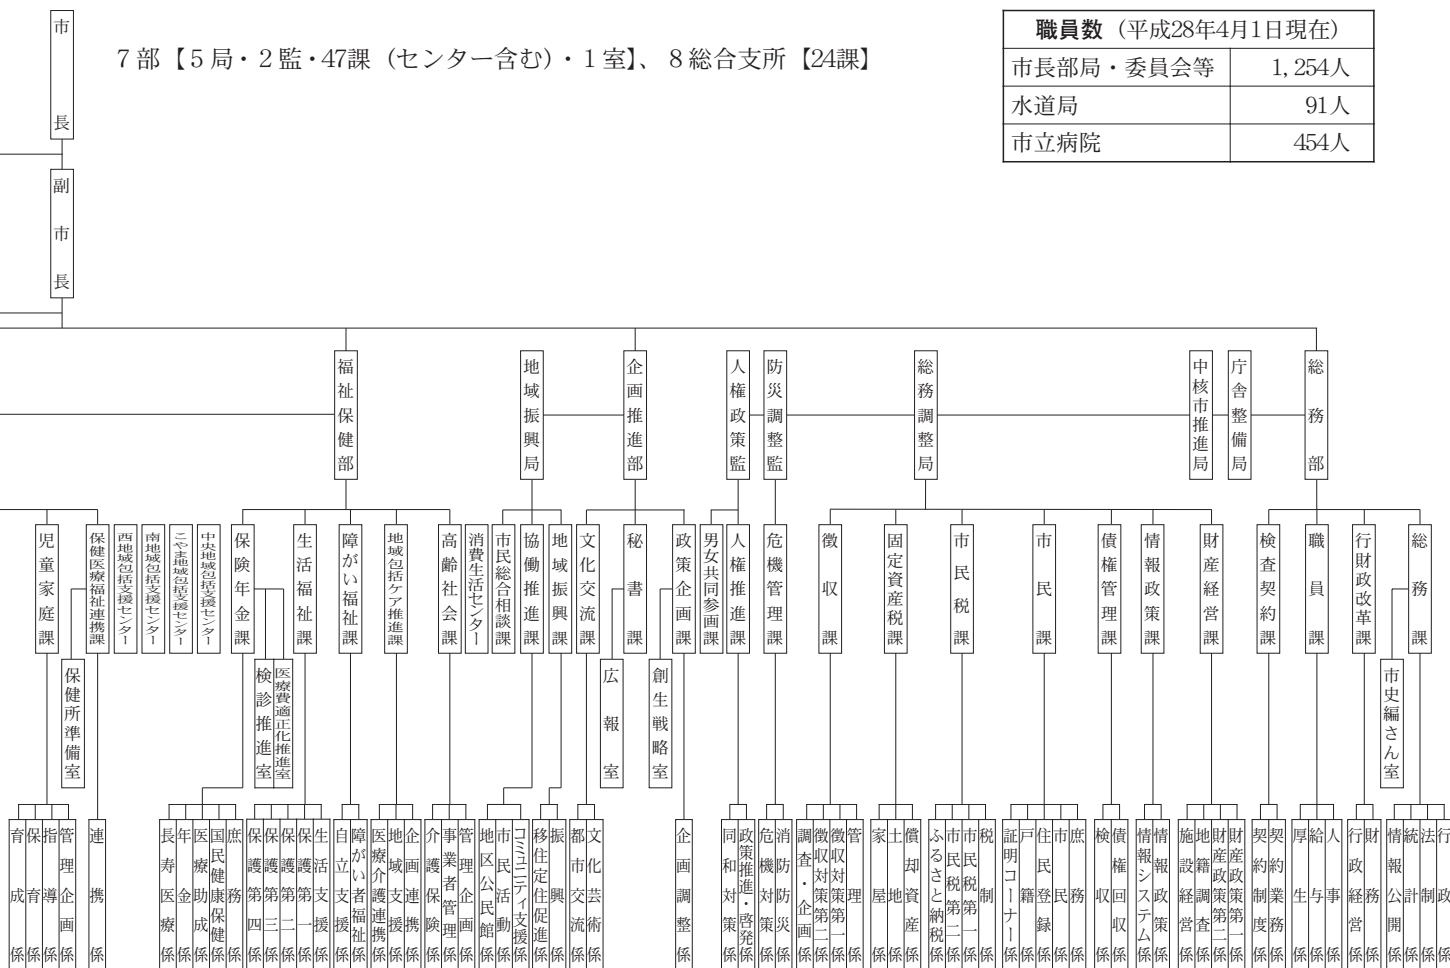 市長
7部【5局・2監・47課（センター含む）・1室】、8総合支所【24課】
職員数（平成28年4月1日現在）
市長部局・委員会等 1,254人
水道局 91人
市立病院 454人
副市長
総務部
庁舎整備局
中核市推進局
総務調整局
防災調整監
人権政策監
企画推進部
地域振興局
福祉保健部
総務課
行財政改革課
職員課
検査契約課
財産経営課
情報政策課
債権管理課
市民課
市民税課
固定資産税課
徴収課
危機管理課
人権推進課
男女共同参画課
政策企画課
秘書課
文化交流課
地域振興課
協働推進課
市民総合相談課
消費生活センター
高齢社会課
地域包括ケア推進課
障がい福祉課
生活福祉課
保険年金課
中央地域包括支援センター
こやま地域包括支援センター
南地域包括支援センター
西地域包括支援センター
保健医療福祉連携課
児童家庭課
市史編さん室
創生戦略室
広報室
医療費適正化推進室
検診推進室
保健所準備室
行政係
法制係
統計係
情報公開係
財務係
行政経営係
人事係
給与係
厚生係
契約業務係
契約制度係
財産政策第一係
財産政策第二係
地籍調査係
施設経営係
情報政策係
情報システム係
債権回収係
検収係
庶務係
市民係
住民登録係
戸籍係
証明コーナー係
税制係
市民税第一係
市民税第二係
ふるさと納税係
償却資産係
土地係
家屋係
管理係
徴収対策第一係
徴収対策第二係
調査・企画係
消防防災係
危機対策係
政策推進・啓発係
同和対策係
企画調整係
文化芸術係
都市交流係
振興係
移住定住促進係
コミュニティ支援係
市民活動係
地区公民館係
管理企画係
事業者管理係
介護保険係
企画連携係
地域支援係
医療介護連携係
障がい者福祉係
自立支援係
生活支援係
保護第一係
保護第二係
保護第三係
保護第四係
庶務係
国民健康保健係
医療助成係
年金係
長寿医療係
連携係
管理企画係
指導係
保育係
育成係